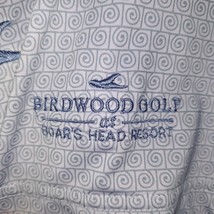 BIRDWOOD GOLF
at
BOAR'S HEAD RESORT